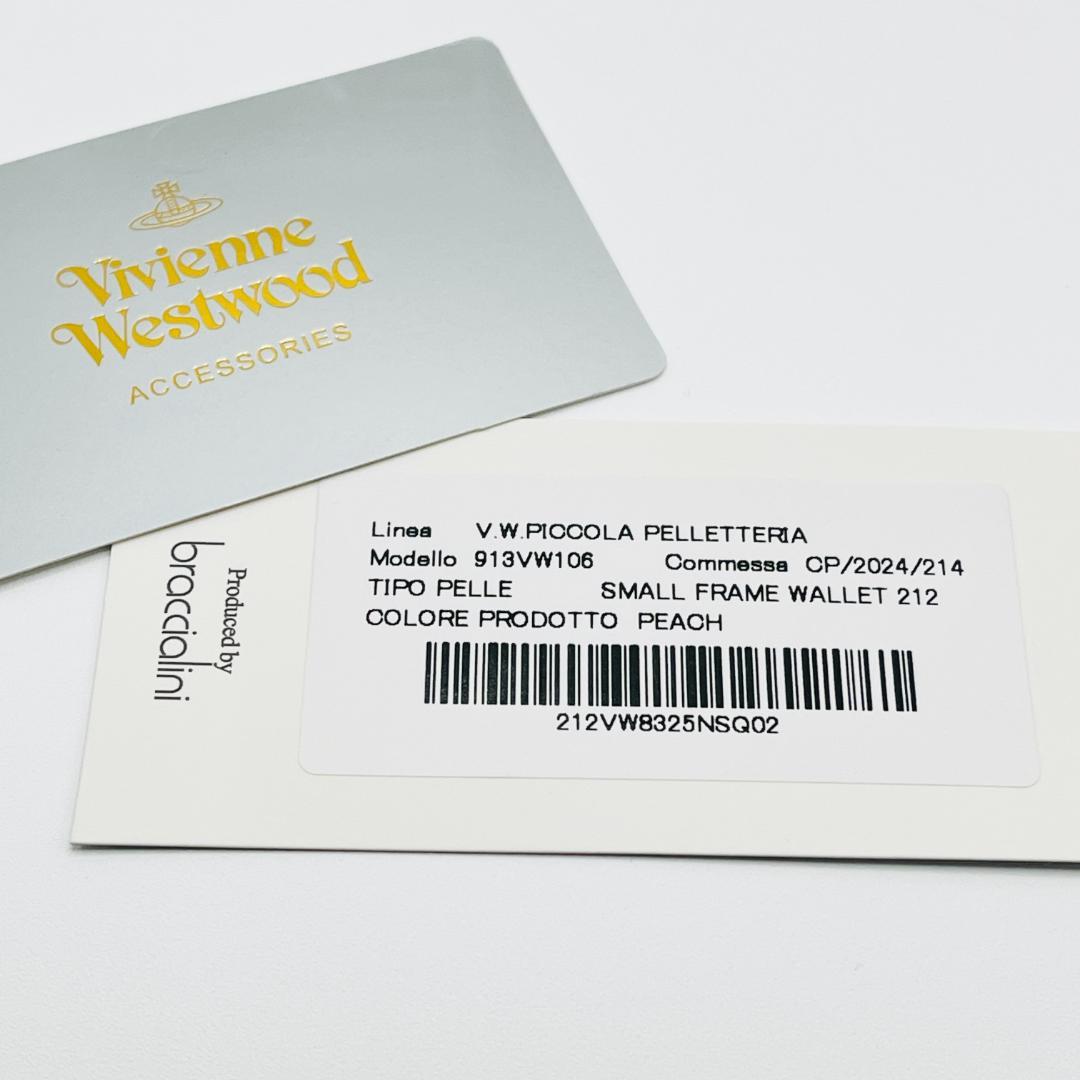 Vivienne
Westwood
ACCESSORIES
Produced by
braccialini
Linea V.W.PICCOLA PELLETTERIA
Modello 913VW106 Commessa CP/2024/214
TIPO PELLE SMALL FRAME WALLET 212
COLORE PRODOTTO PEACH
212VW8325NSQ02